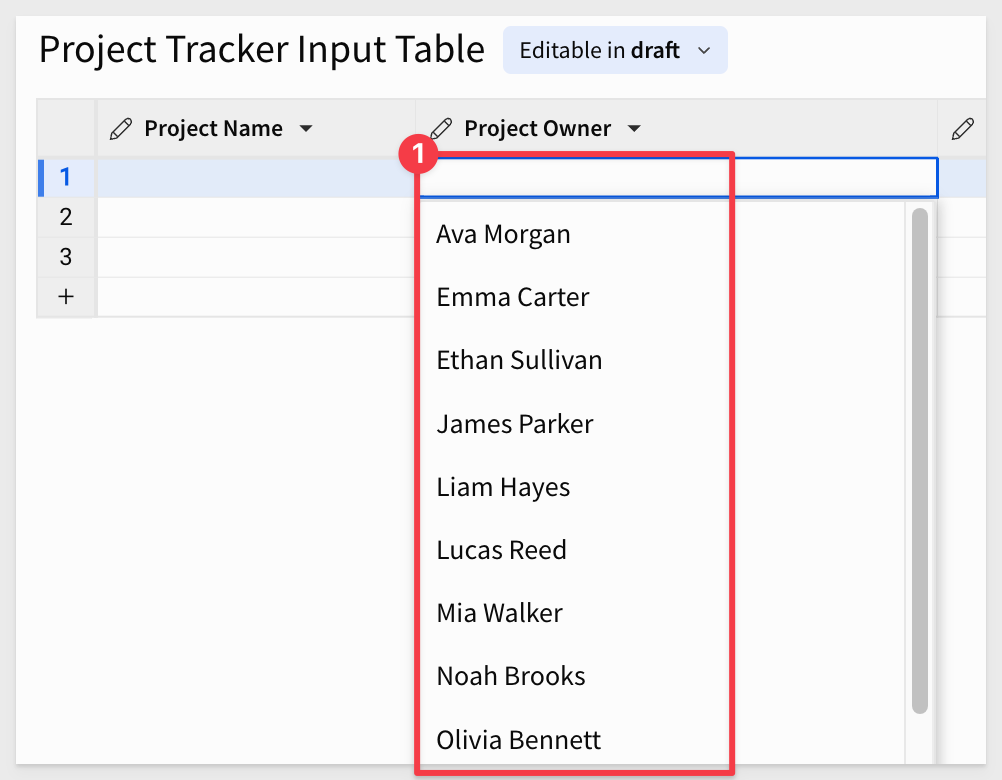 Project Tracker Input Table Editable in draft
Project Name Project Owner
1
1
2
3
+
Ava Morgan
Emma Carter
Ethan Sullivan
James Parker
Liam Hayes
Lucas Reed
Mia Walker
Noah Brooks
Olivia Bennett